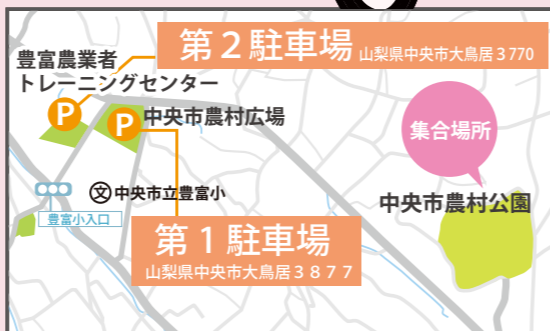 第2駐車場 山梨県中央市大鳥居3770
豊富農業者
トレーニングセンター
P
P
中央市農村広場
集合場所
文 中央市立豊富小
中央市農村公園
豊富小入口
第1駐車場
山梨県中央市大鳥居3877